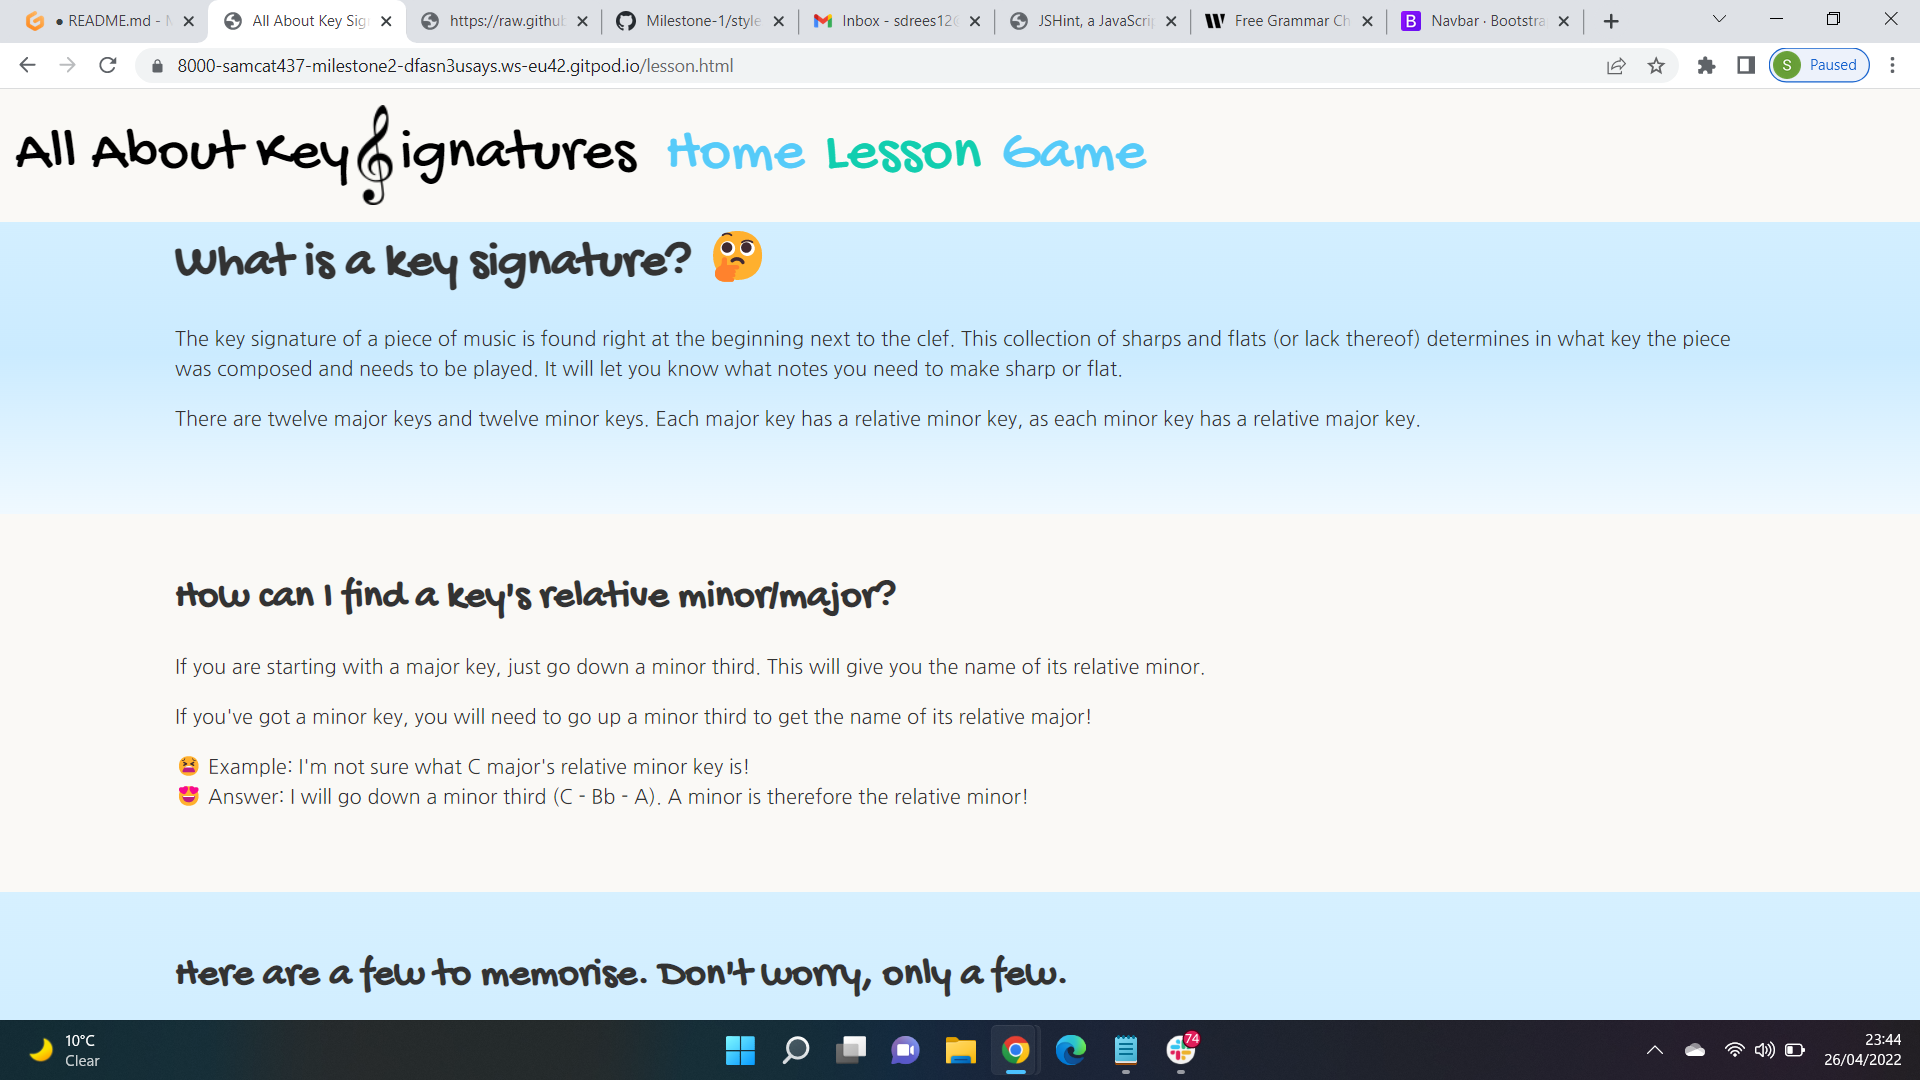 ● README.md - M
All About Key Sig
https://raw.githu
Milestone-1/style
Inbox - sdrees12
JSHint, a JavaScri
Free Grammar Ch
Navbar · Bootstra
8000-samcat437-milestone2-dfasn3usays.ws-eu42.gitpod.io/lesson.html
S Paused
All About Key ignatures Home Lesson Game
What is a key signature? 🤔
The key signature of a piece of music is found right at the beginning next to the clef. This collection of sharps and flats (or lack thereof) determines in what key the piece
was composed and needs to be played. It will let you know what notes you need to make sharp or flat.
There are twelve major keys and twelve minor keys. Each major key has a relative minor key, as each minor key has a relative major key.
How can I find a key's relative minor/major?
If you are starting with a major key, just go down a minor third. This will give you the name of its relative minor.
If you've got a minor key, you will need to go up a minor third to get the name of its relative major!
😫 Example: I'm not sure what C major's relative minor key is!
😍 Answer: I will go down a minor third (C - Bb - A). A minor is therefore the relative minor!
Here are a few to memorise. Don't worry, only a few.
10°C
Clear
74
23:44
26/04/2022